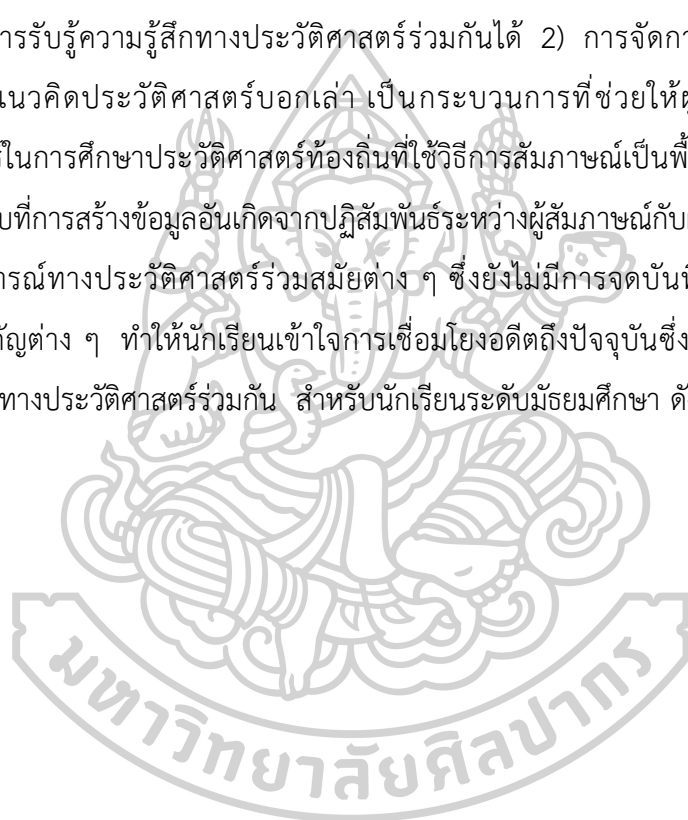 ารรับรู้ความรู้สึกทางประวัติศาสตร์ร่วมกันได้ 2) การจัดกา
แนวคิดประวัติศาสตร์บอกเล่า เป็นกระบวนการที่ช่วยให้ผู
ในการศึกษาประวัติศาสตร์ท้องถิ่นที่ใช้วิธีการสัมภาษณ์เป็นพื้
บที่การสร้างข้อมูลอันเกิดจากปฏิสัมพันธ์ระหว่างผู้สัมภาษณ์กับ
ารณ์ทางประวัติศาสตร์ร่วมสมัยต่าง ๆ ซึ่งยังไม่มีการจดบันทึ
ัญต่าง ๆ ทำให้นักเรียนเข้าใจการเชื่อมโยงอดีตถึงปัจจุบันซึ่ง
ทางประวัติศาสตร์ร่วมกัน สำหรับนักเรียนระดับมัธยมศึกษา ดั
มหาวิทยาลัยศิลปากร